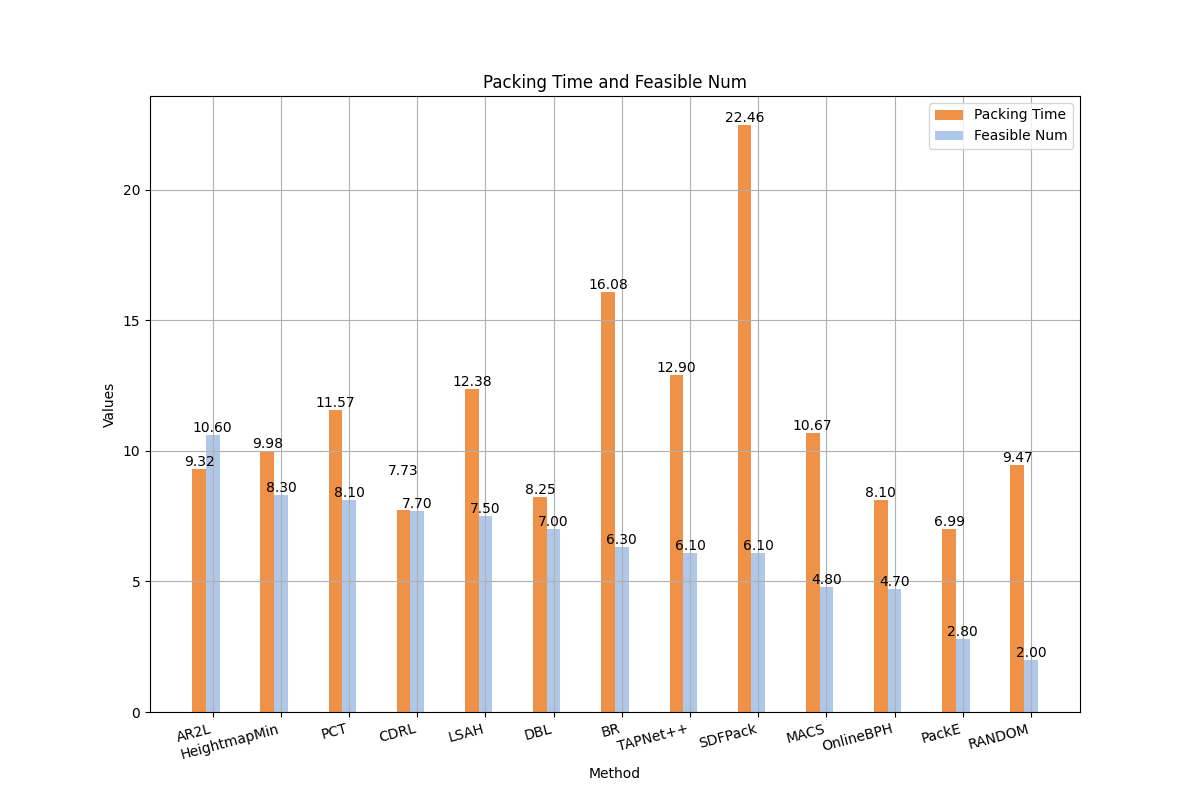 Packing Time and Feasible Num
Packing Time
Feasible Num
Values
20
15
10
5
0
9.32
10.60
9.98
8.30
11.57
8.10
7.73
7.70
12.38
7.50
8.25
7.00
16.08
6.30
12.90
6.10
22.46
6.10
10.67
4.80
8.10
4.70
6.99
2.80
9.47
2.00
AR2L
HeightmapMin
PCT
CDRL
LSAH
DBL
BR
TAPNet++
SDFPack
MACS
OnlineBPH
PackE
RANDOM
Method